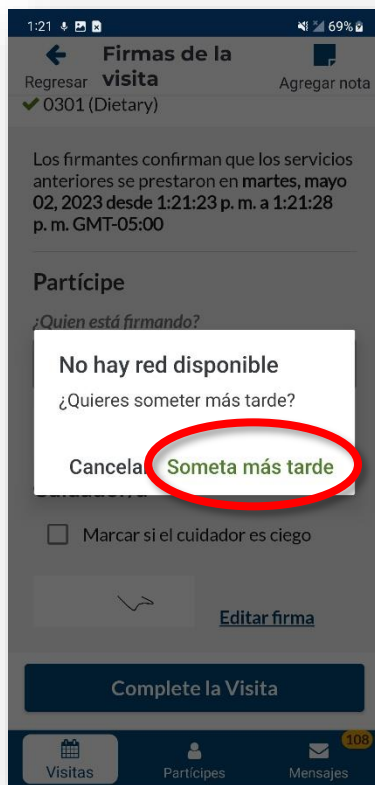 1:21 69%
Firmas de la
visita
Regresar Agregar nota
0301 (Dietary)
Los firmantes confirman que los servicios
anteriores se prestaron en martes, mayo
02, 2023 desde 1:21:23 p. m. a 1:21:28
p. m. GMT-05:00
Partícipe
¿Quien está firmando?
No hay red disponible
¿Quieres someter más tarde?
Cancelar Someta más tarde
Marcar si el cuidador es ciego
Editar firma
Complete la Visita
108
Visitas Partícipes Mensajes